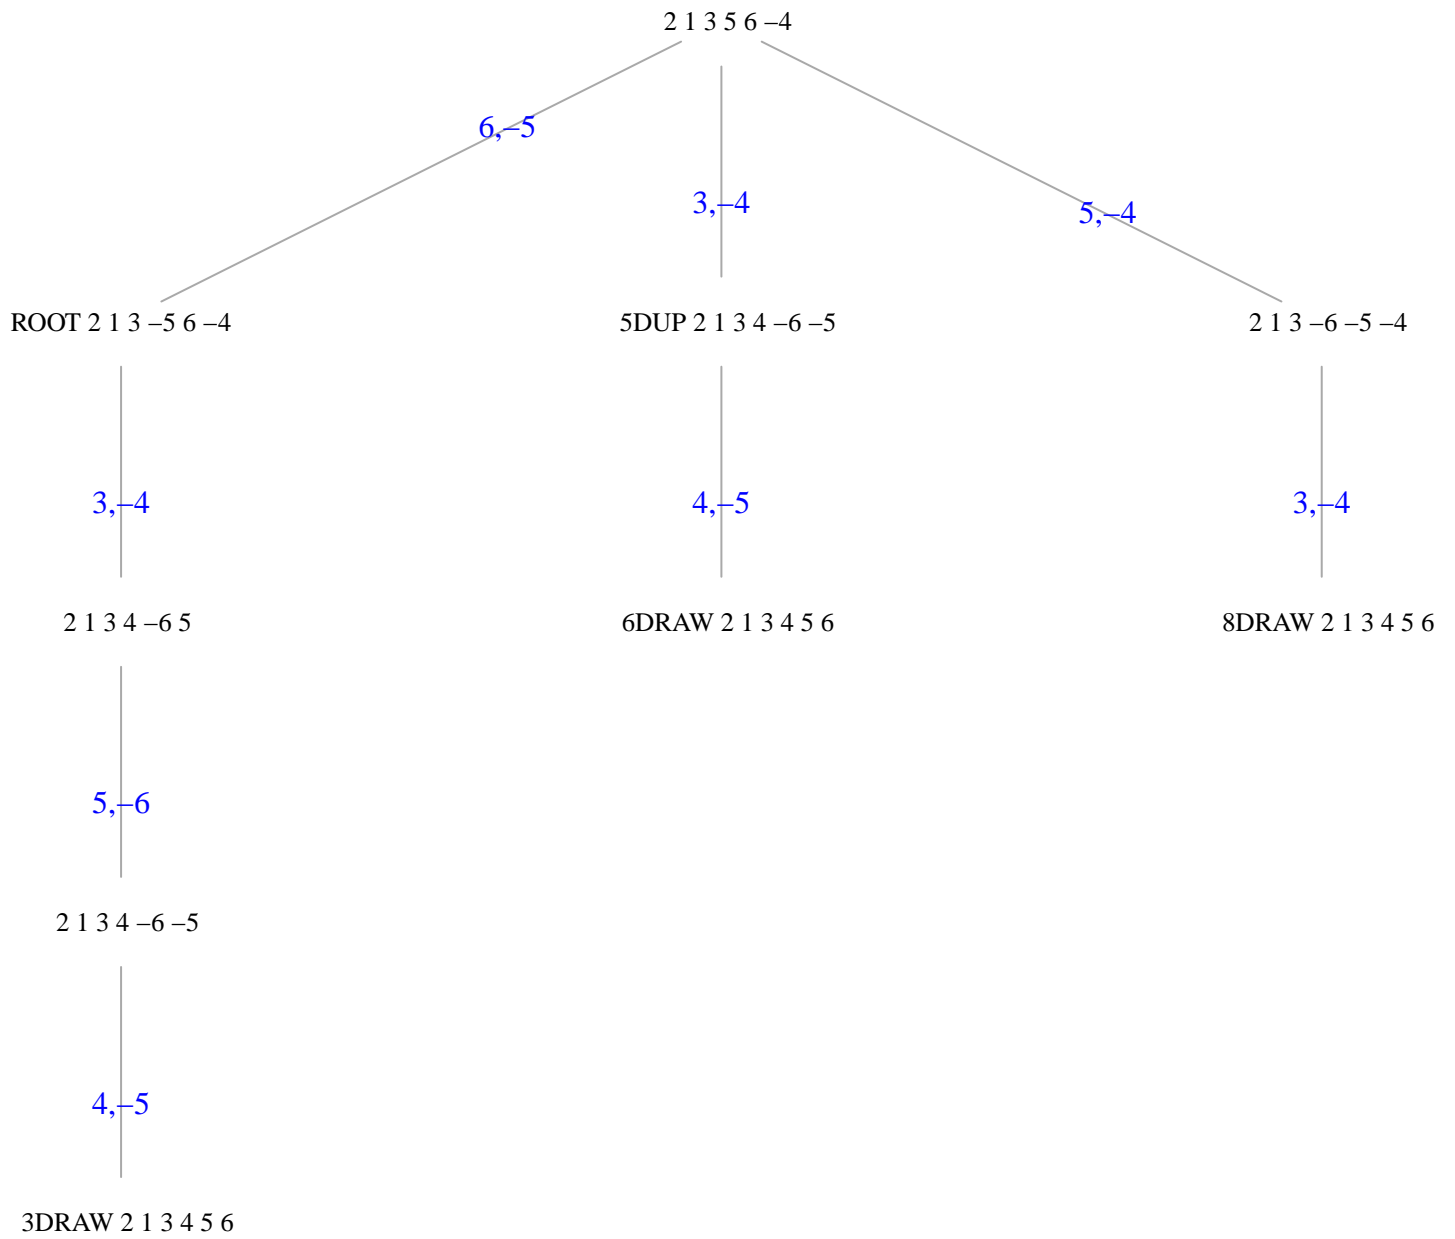 2 1 3 5 6 –4
6,–5
3,–4
5,–4
ROOT 2 1 3 –5 6 –4
5DUP 2 1 3 4 –6 –5
2 1 3 –6 –5 –4
3,–4
4,–5
3,–4
2 1 3 4 –6 5
6DRAW 2 1 3 4 5 6
8DRAW 2 1 3 4 5 6
5,–6
2 1 3 4 –6 –5
4,–5
3DRAW 2 1 3 4 5 6